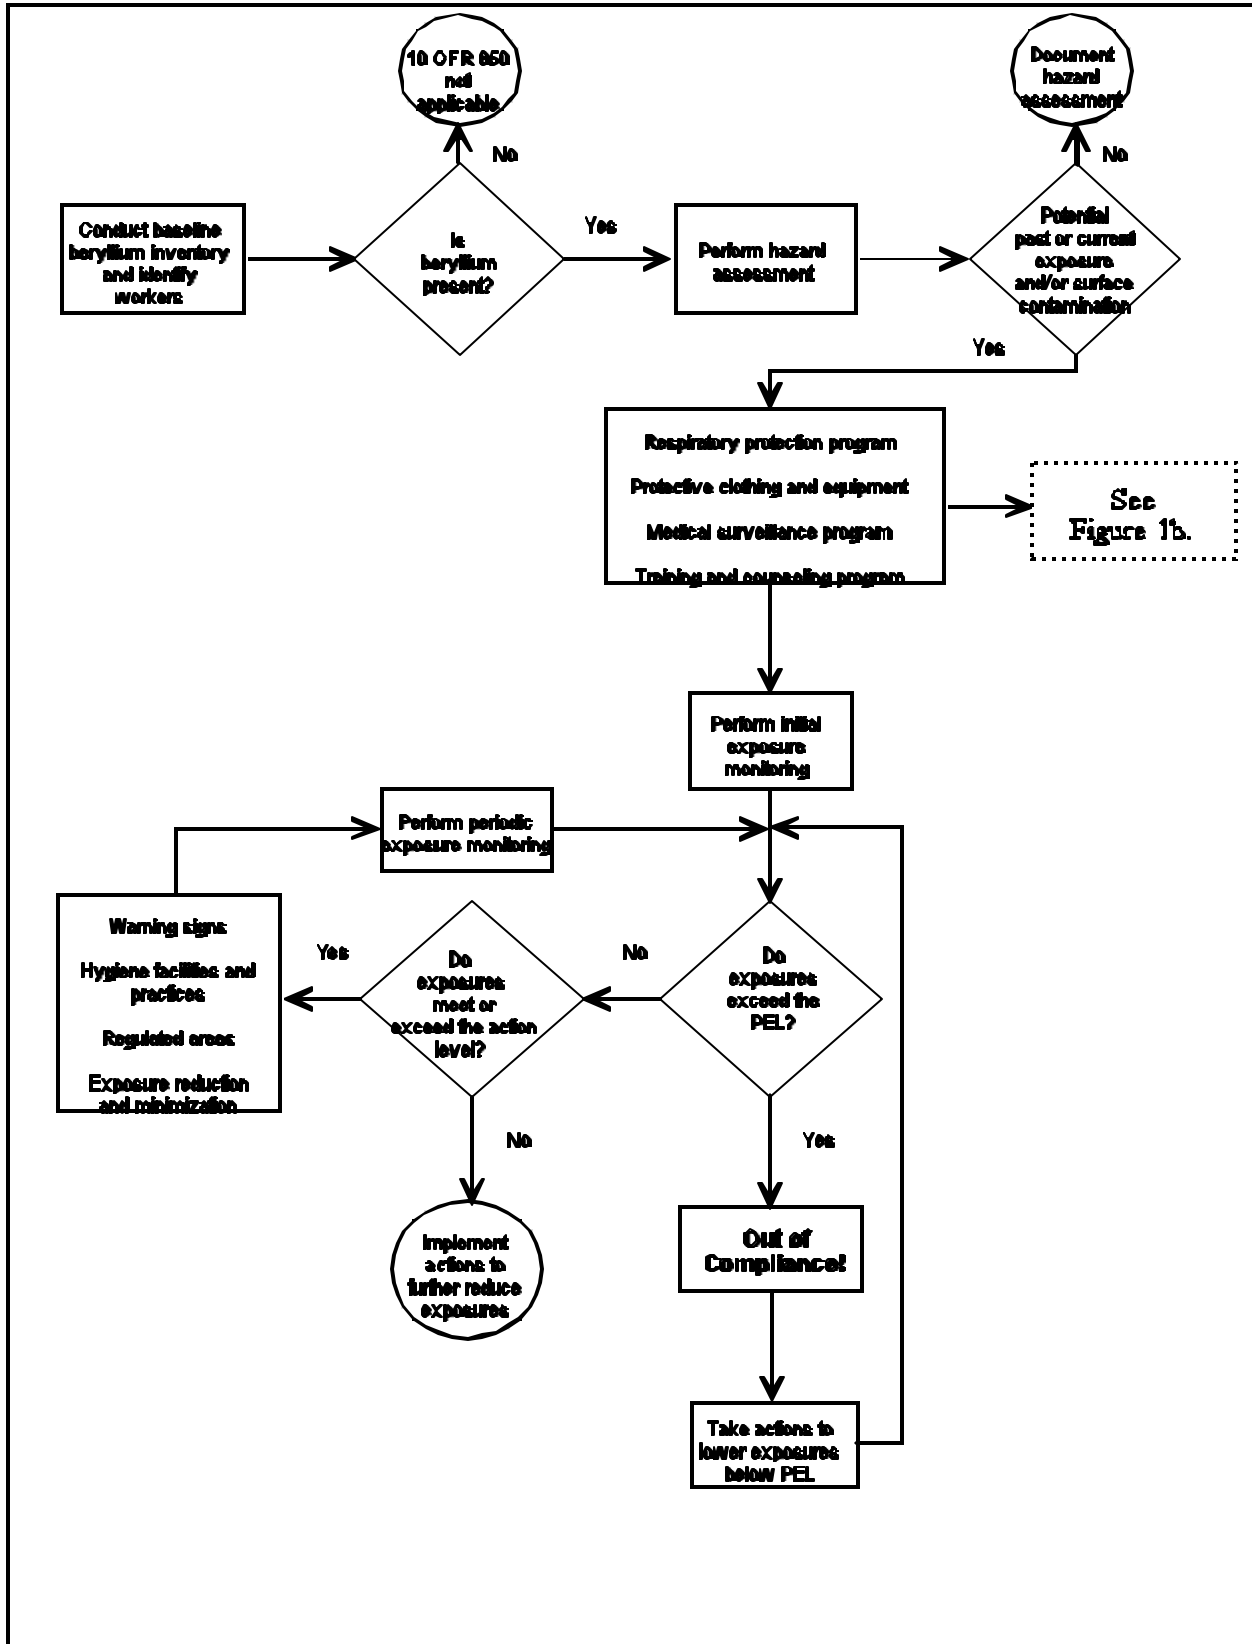 10 CFR 850
not
applicable
Document
hazard
assessment
No
No
Conduct baseline
beryllium inventory
and identify
workers
Is
beryllium
present?
Yes
Perform hazard
assessment
Potential
past or current
exposure
and/or surface
contamination
Yes
Respiratory protection program
Protective clothing and equipment
Medical surveillance program
Training and counseling program
See
Figure 1b.
Perform initial
exposure
monitoring
Perform periodic
exposure monitoring
Warning signs
Hygiene facilities and
practices
Regulated areas
Exposure reduction
and minimization
Yes
Do
exposures
meet or
exceed the action
level?
No
Do
exposures
exceed the
PEL?
No
Yes
Implement
actions to
further reduce
exposures
Out of
Compliance!
Take actions to
lower exposures
below PEL